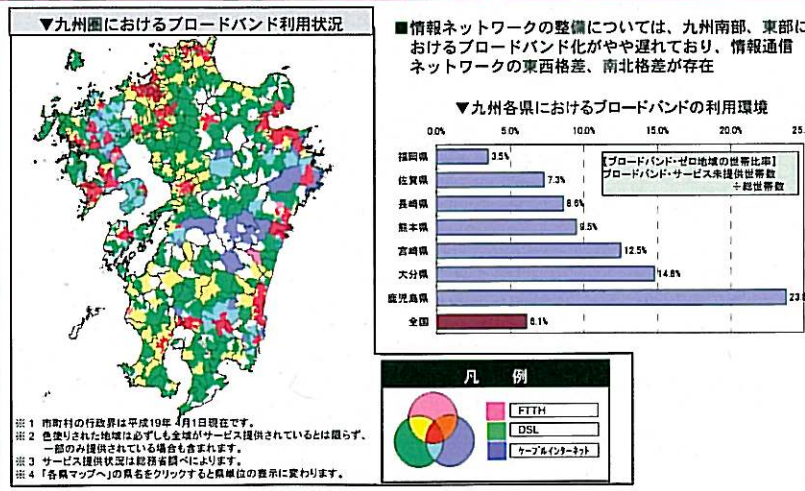 ▼九州圏におけるブロードバンド利用状況
※1 市町村の行政界は平成19年4月1日現在です。
※2 色塗りされた地域は必ずしも全域がサービス提供されているとは限らず、
一部のみ提供されている場合も含まれます。
※3 サービス提供状況は総務省調べによります。
※4 「各県マップへ」の県名をクリックすると県単位の表示に変わります。
■情報ネットワークの整備については、九州南部、東部に
おけるブロードバンド化がやや遅れており、情報通信
ネットワークの東西格差、南北格差が存在
▼九州各県におけるブロードバンドの利用環境
0.0% 5.0% 10.0% 15.0% 20.0% 25.
【ブロードバンド・ゼロ地域の世帯比率】
ブロードバンド・サービス未提供世帯数
÷総世帯数
福岡県 3.5%
佐賀県 7.3%
長崎県 8.6%
熊本県 9.5%
宮崎県 12.5%
大分県 14.8%
鹿児島県 23.
全国 6.1%
凡例
FTTH
DSL
ケーブルインターネット